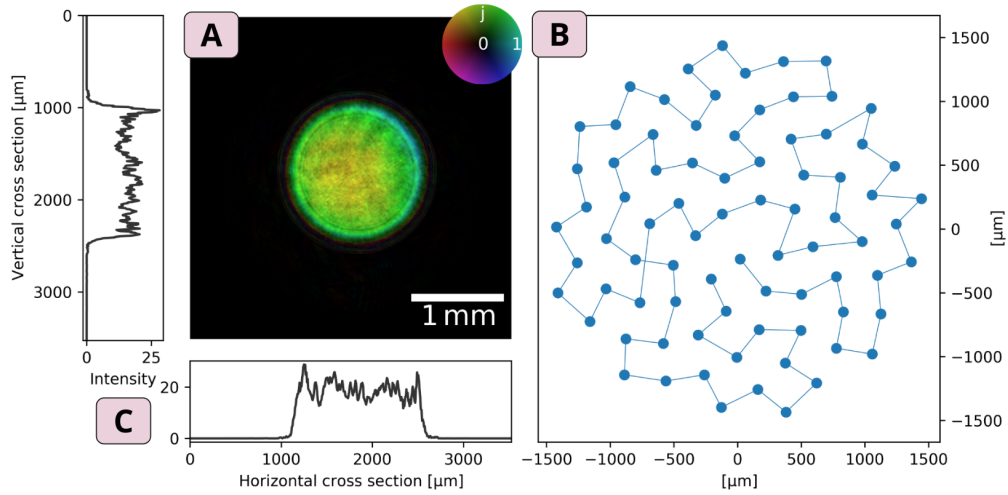 A
j
0 1
B
0
1000
2000
3000
Vertical cross section [µm]
0 25
Intensity
1 mm
C
20
0
0 1000 2000 3000
Horizontal cross section [µm]
1500
1000
500
0
−500
−1000
−1500
[µm]
−1500 −1000 −500 0 500 1000 1500
[µm]